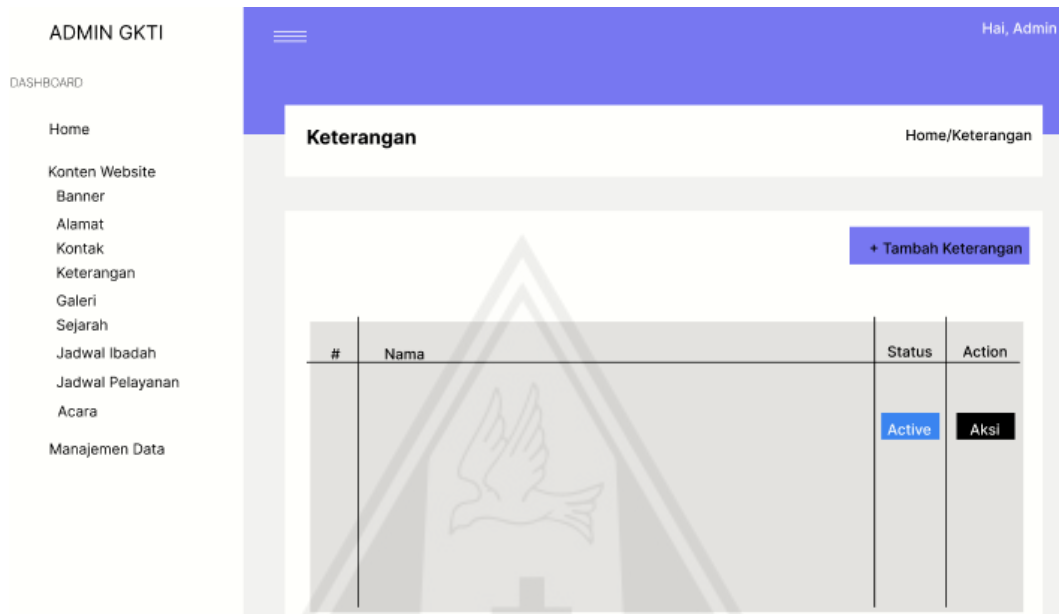 ADMIN GKTI
Hai, Admin
DASHBOARD
Home
Konten Website
Banner
Alamat
Kontak
Keterangan
Galeri
Sejarah
Jadwal Ibadah
Jadwal Pelayanan
Acara
Manajemen Data
Keterangan
Home/Keterangan
+ Tambah Keterangan
# Nama Status Action
Active Aksi